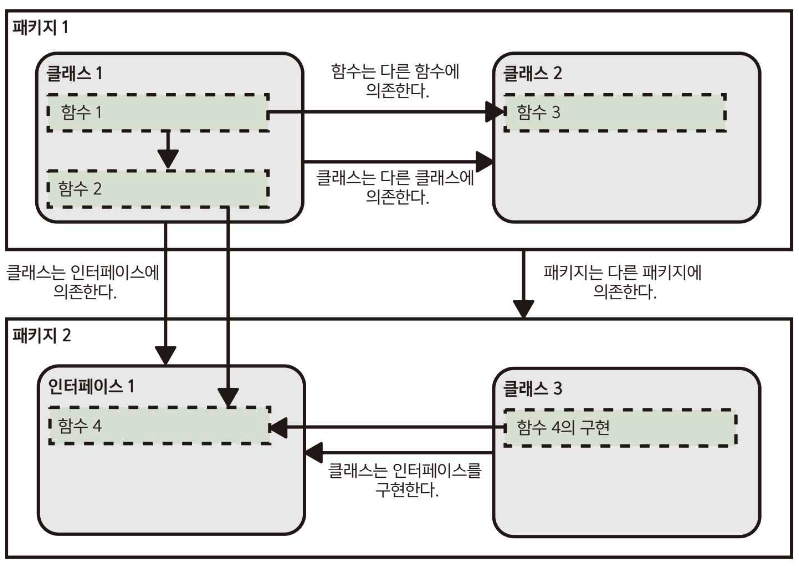 패키지 1
클래스 1
함수 1
함수 2
함수는 다른 함수에
의존한다.
클래스는 다른 클래스에
의존한다.
클래스 2
함수 3
클래스는 인터페이스에
의존한다.
패키지는 다른 패키지에
의존한다.
패키지 2
인터페이스 1
함수 4
클래스는 인터페이스를
구현한다.
클래스 3
함수 4의 구현